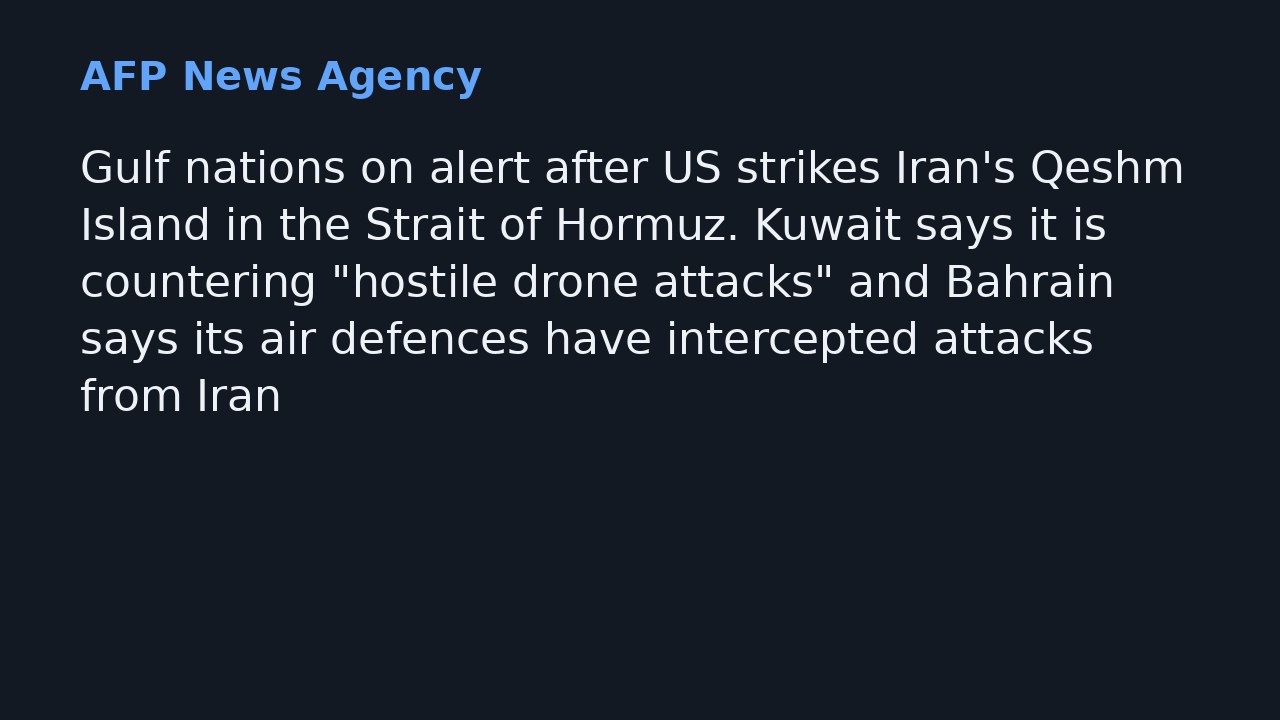 AFP News Agency
Gulf nations on alert after US strikes Iran's Qeshm
Island in the Strait of Hormuz. Kuwait says it is
countering "hostile drone attacks" and Bahrain
says its air defences have intercepted attacks
from Iran